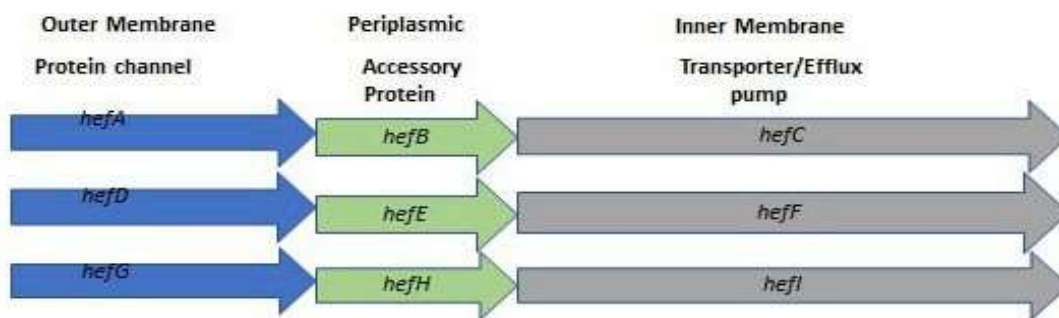 Outer Membrane Periplasmic Inner Membrane
Protein channel Accessory Transporter/Efflux
Protein pump
hefA hefB hefC
hefD hefE hefF
hefG hefH hefI